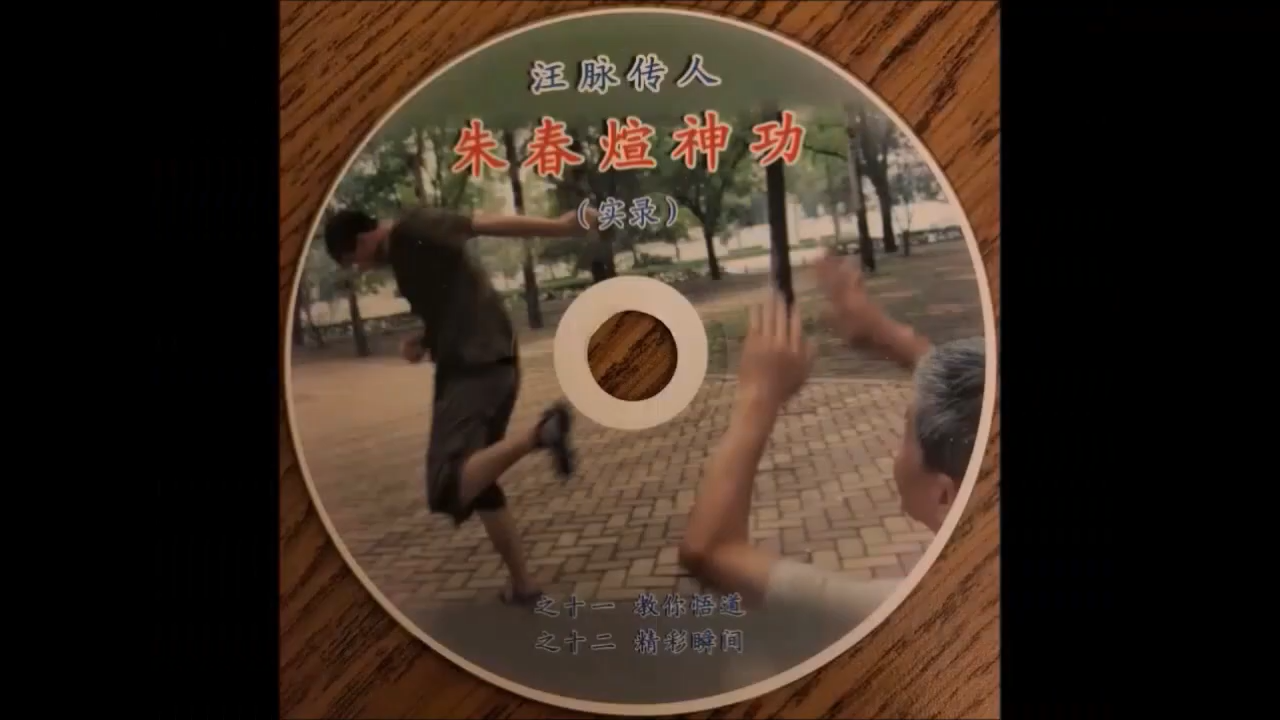 汪脉传人
朱春煊神功
（实录）
之十一 教你悟道
之十二 精彩瞬间